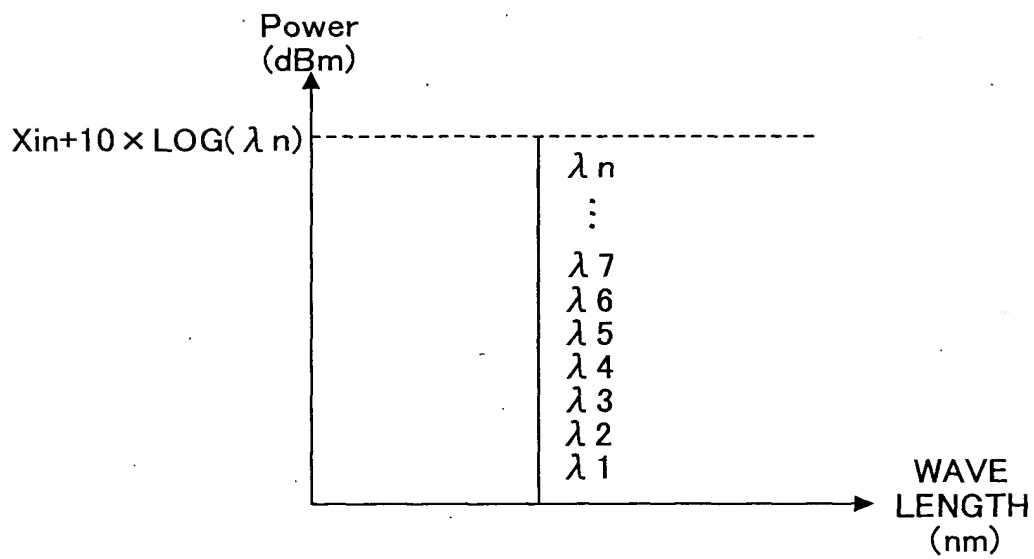 Power
(dBm)
Xin+10×LOG(λn)
λn
⋮
λ7
λ6
λ5
λ4
λ3
λ2
λ1
WAVE
LENGTH
(nm)